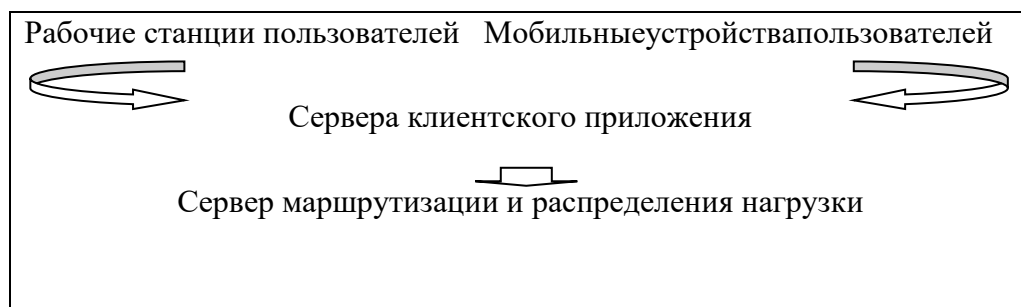 Рабочие станции пользователей Мобильныеустройствапользователей
Сервера клиентского приложения
Сервер маршрутизации и распределения нагрузки